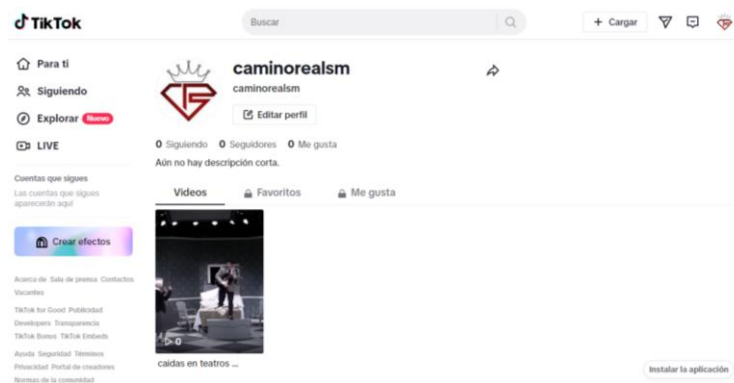 TikTok
Buscar
Cargar
Para ti
Siguiendo
Explorar Nuevo
LIVE
Cuentas que sigues
Las cuentas que sigues
aparecerán aquí
Crear efectos
Acerca de Sala de prensa Contactos
Vacantes
TikTok for Good Publicidad
Developers Transparencia
TikTok Bonus TikTok Embeds
Ayuda Seguridad Términos
Privacidad Portal de creadores
Normas de la comunidad
caminorealsm
caminorealsm
Editar perfil
0 Siguiendo 0 Seguidores 0 Me gusta
Aún no hay descripción corta.
Videos Favoritos Me gusta
0
caidas en teatros ...
Instalar la aplicación